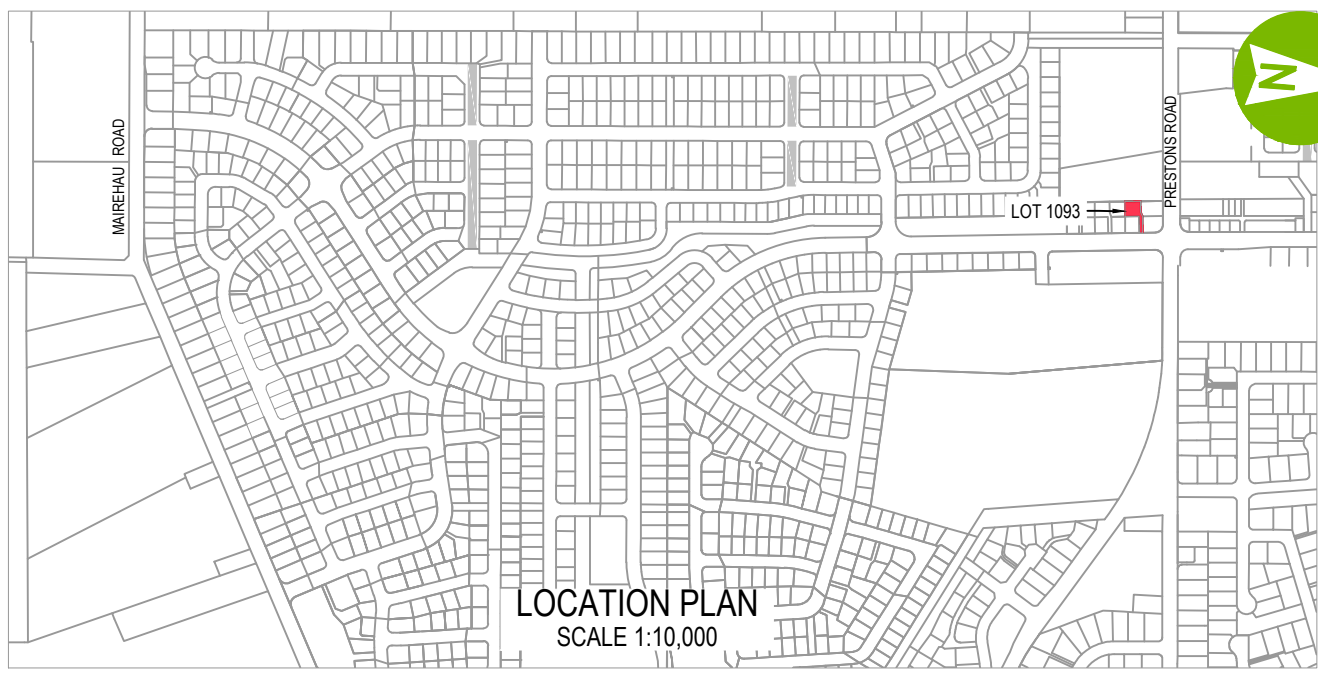 MAIREHAU ROAD
PRESTONS ROAD
N
LOT 1093
LOCATION PLAN
SCALE 1:10,000